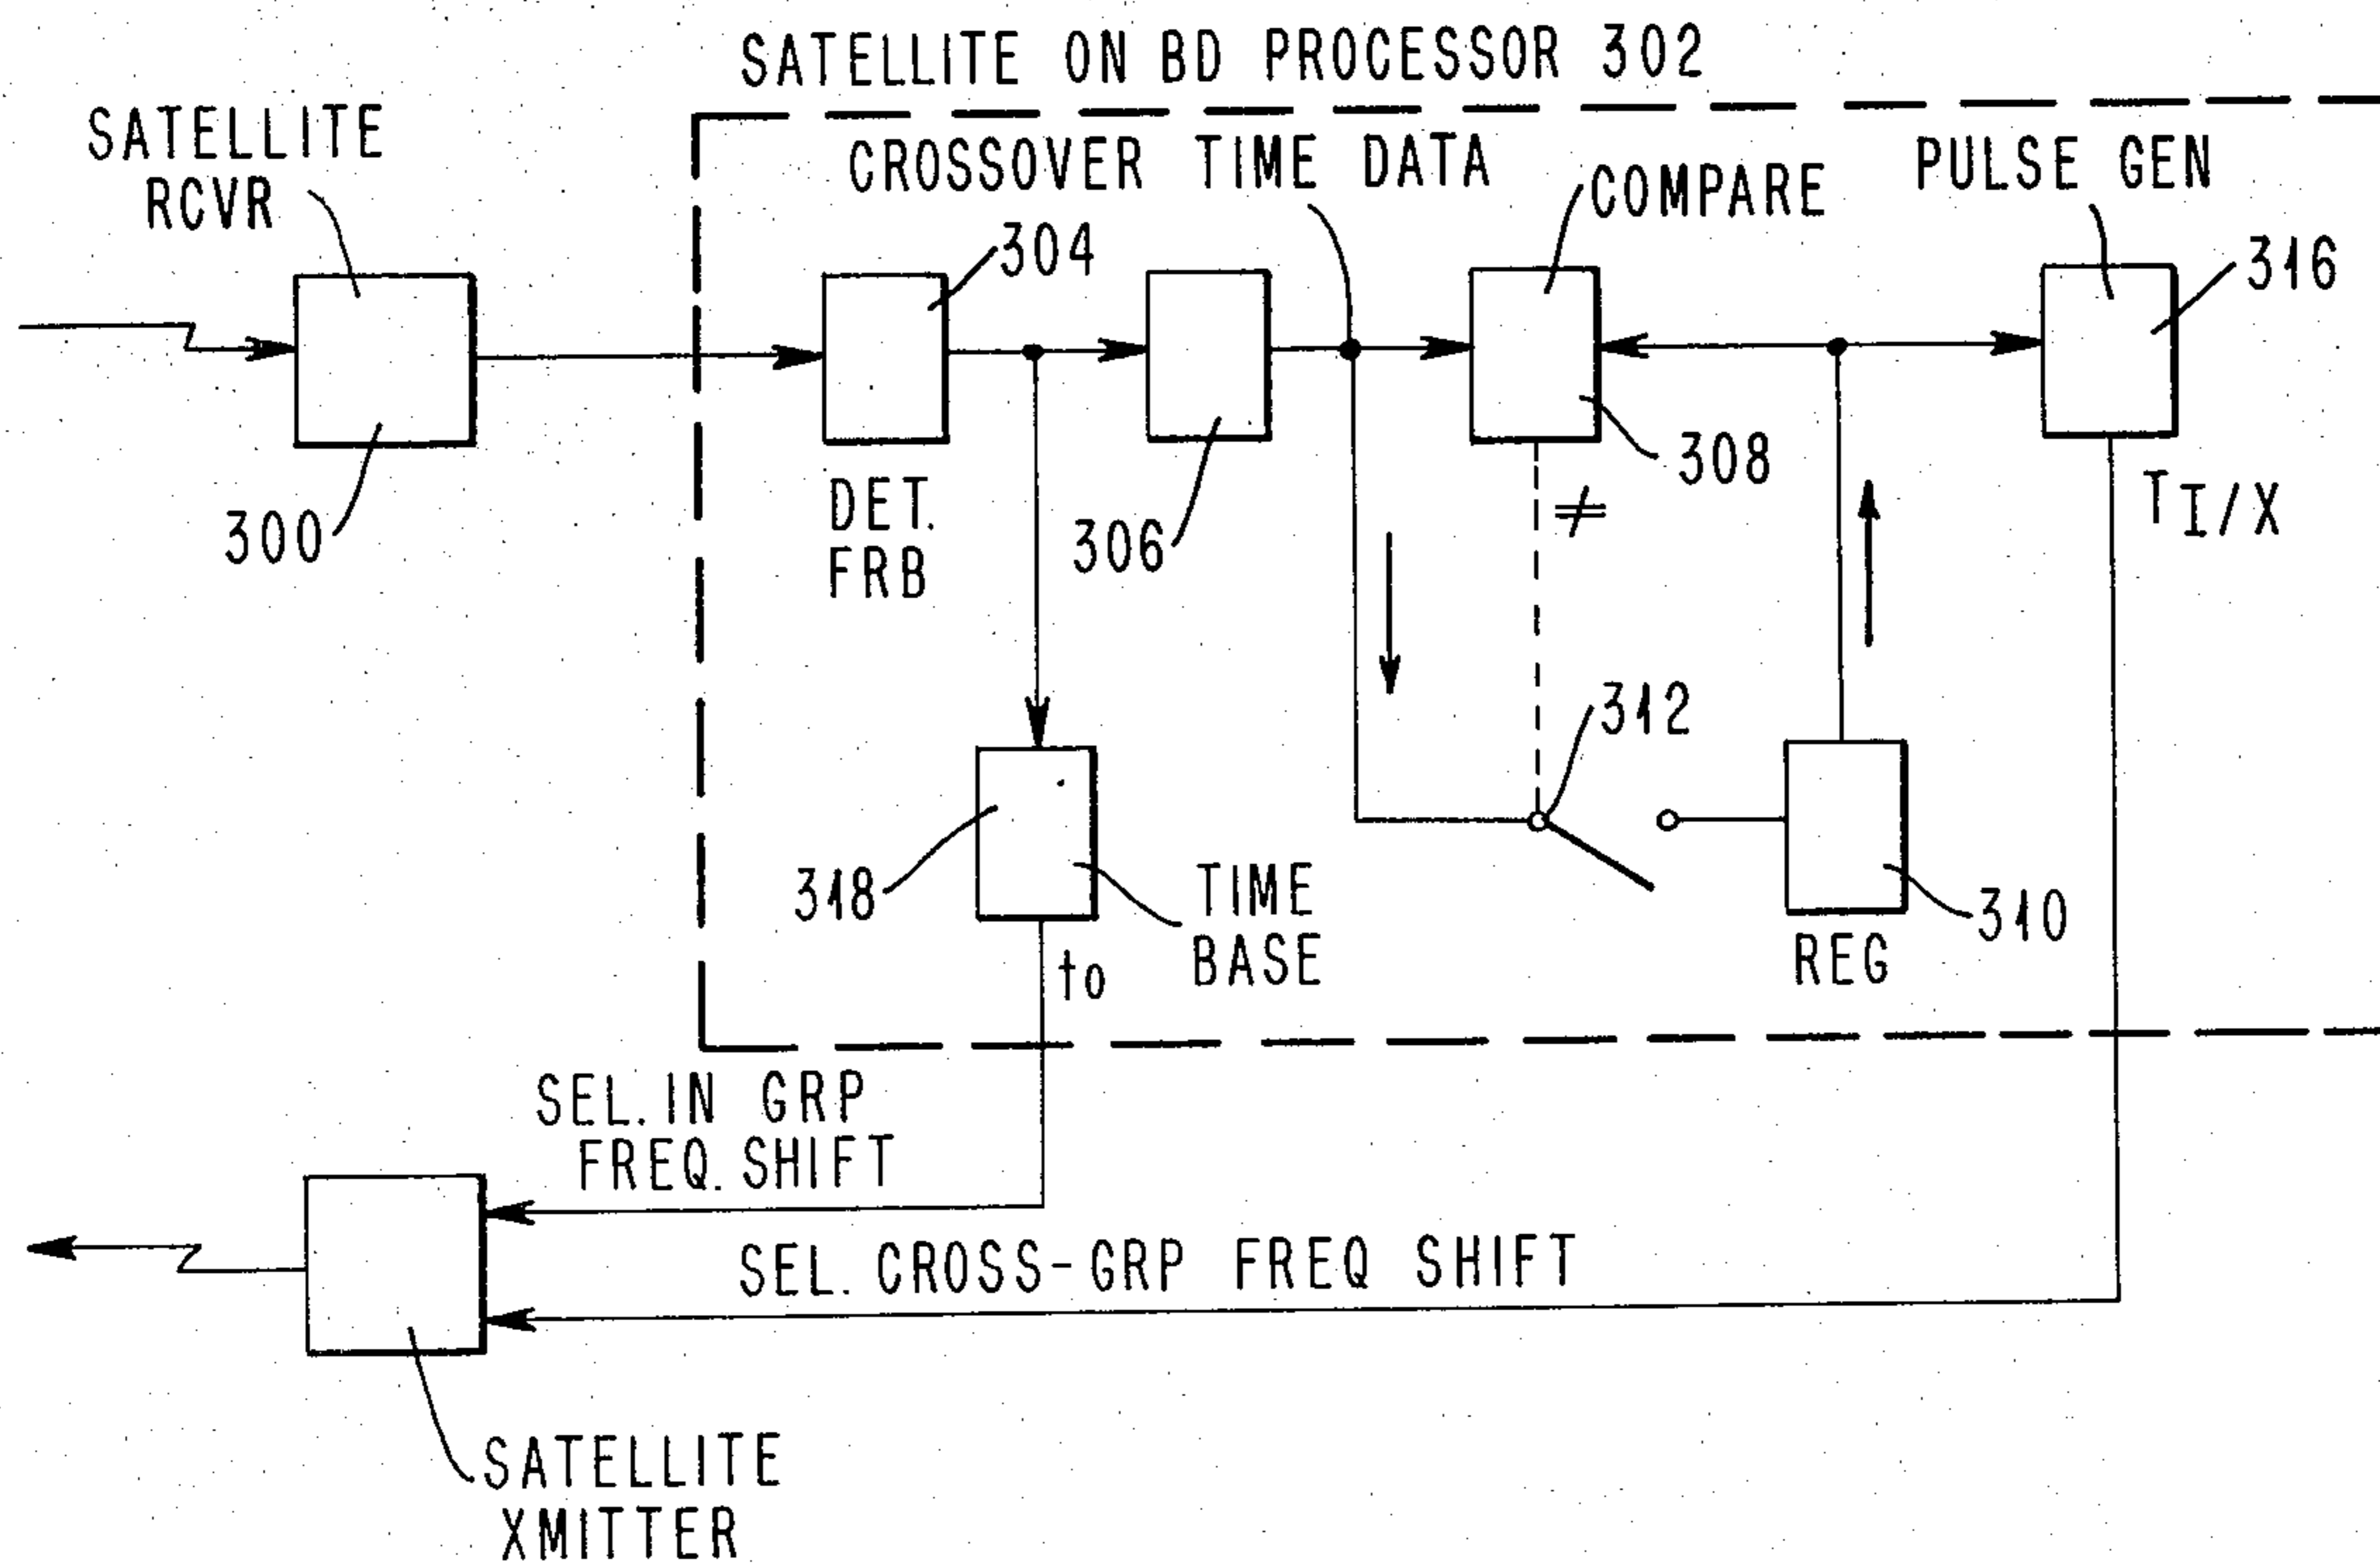 SATELLITE ON BD PROCESSOR 302
SATELLITE
RCVR
CROSSOVER TIME DATA
COMPARE
PULSE GEN
304
316
300
DET.
FRB
306
308
≠
T I/X
312
318
TIME
BASE
310
REG
t0
SEL. IN GRP
FREQ. SHIFT
SEL. CROSS-GRP FREQ SHIFT
SATELLITE
XMITTER